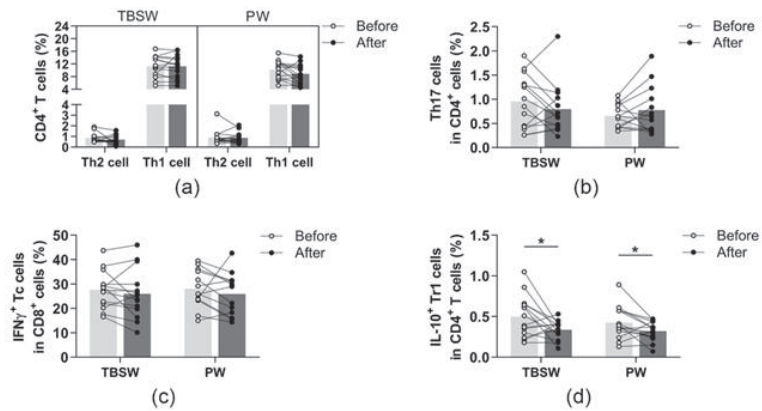 TBSW PW
Before
After
CD4⁺ T cells (%)
24
20
16
12
8
4
4
3
2
1
0
Th2 cell Th1 cell Th2 cell Th1 cell
(a)
Before
After
Th17 cells
in CD4⁺ cells (%)
2.5
2.0
1.5
1.0
0.5
0.0
TBSW PW
(b)
Before
After
IFNγ⁺ Tc cells
in CD8⁺ cells (%)
50
40
30
20
10
0
TBSW PW
(c)
Before
After
IL-10⁺ Tr1 cells
in CD4⁺ T cells (%)
1.5
1.0
0.5
0.0
* *
TBSW PW
(d)